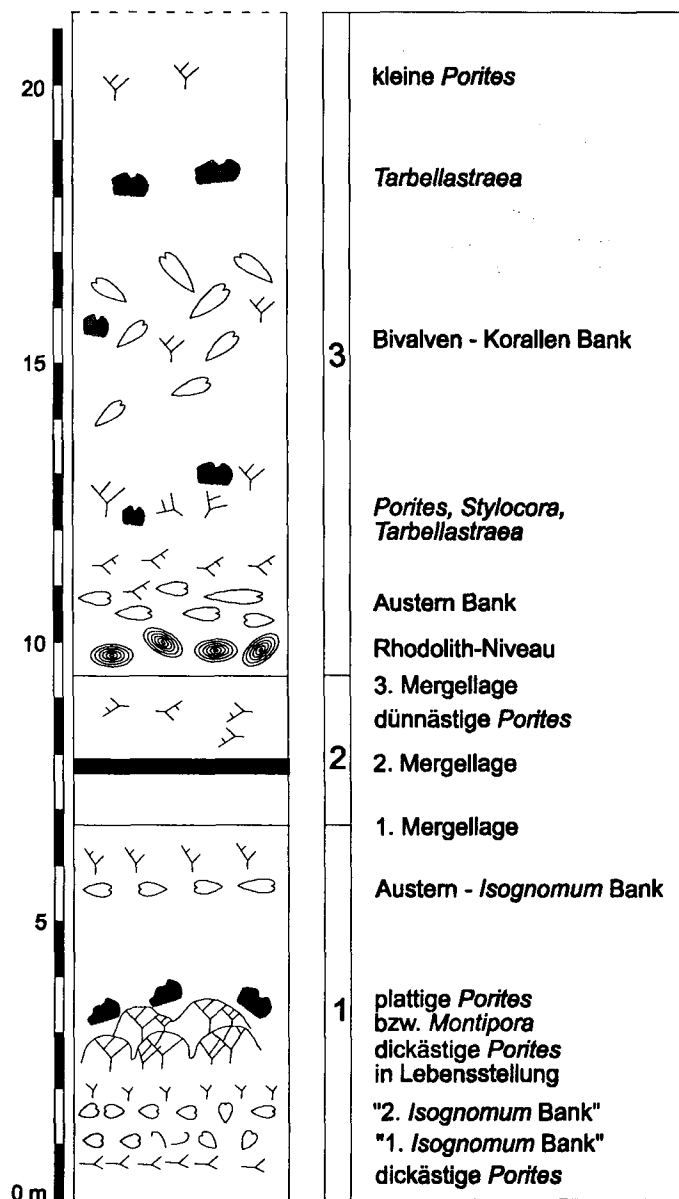 20
kleine Porites
Tarbellastraea
15
3
Bivalven - Korallen Bank
Porites, Stylocora,
Tarbellastraea
Austern Bank
10
Rhodolith-Niveau
3. Mergellage
dünnästige Porites
2
2. Mergellage
1. Mergellage
Austern - Isognomum Bank
5
1
plattige Porites
bzw. Montipora
dickästige Porites
in Lebensstellung
"2. Isognomum Bank"
"1. Isognomum Bank"
dickästige Porites
0 m